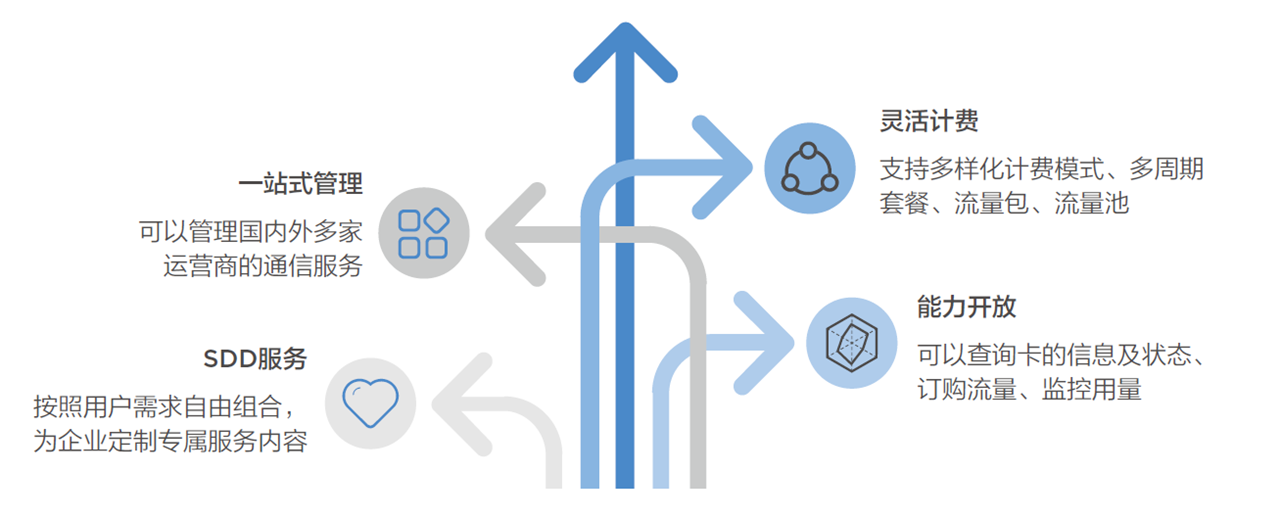 一站式管理
可以管理国内外多家
运营商的通信服务
SDD服务
按照用户需求自由组合，
为企业定制专属服务内容
灵活计费
支持多样化计费模式、多周期
套餐、流量包、流量池
能力开放
可以查询卡的信息及状态、
订购流量、监控用量